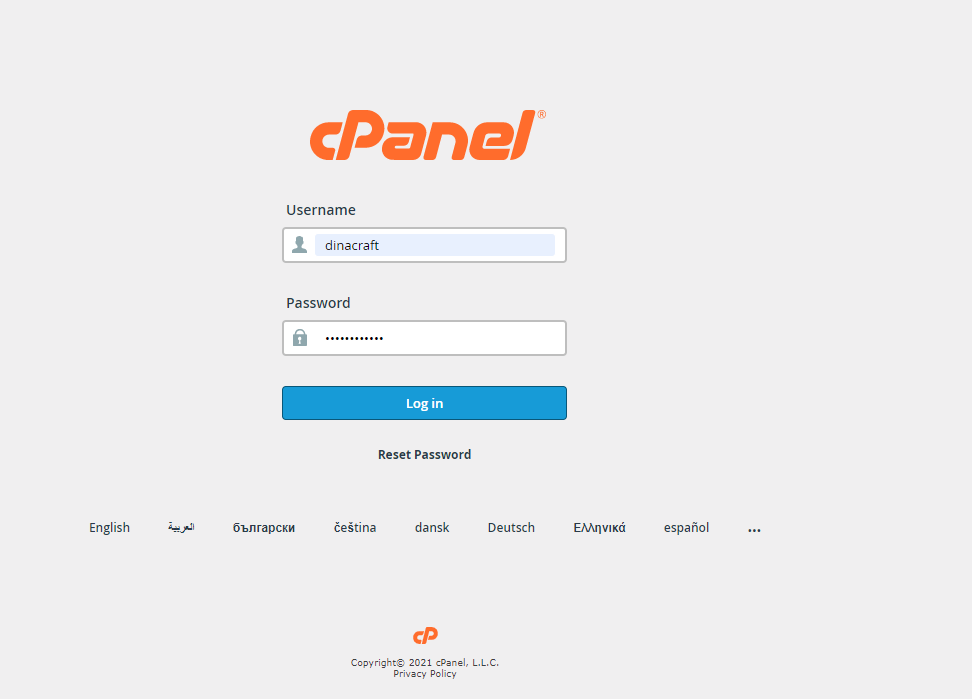 cPanel®
Username
dinacraft
Password
••••••••••••
Log in
Reset Password
English العربية български čeština dansk Deutsch Ελληνικά español ...
cP
Copyright© 2021 cPanel, L.L.C.
Privacy Policy